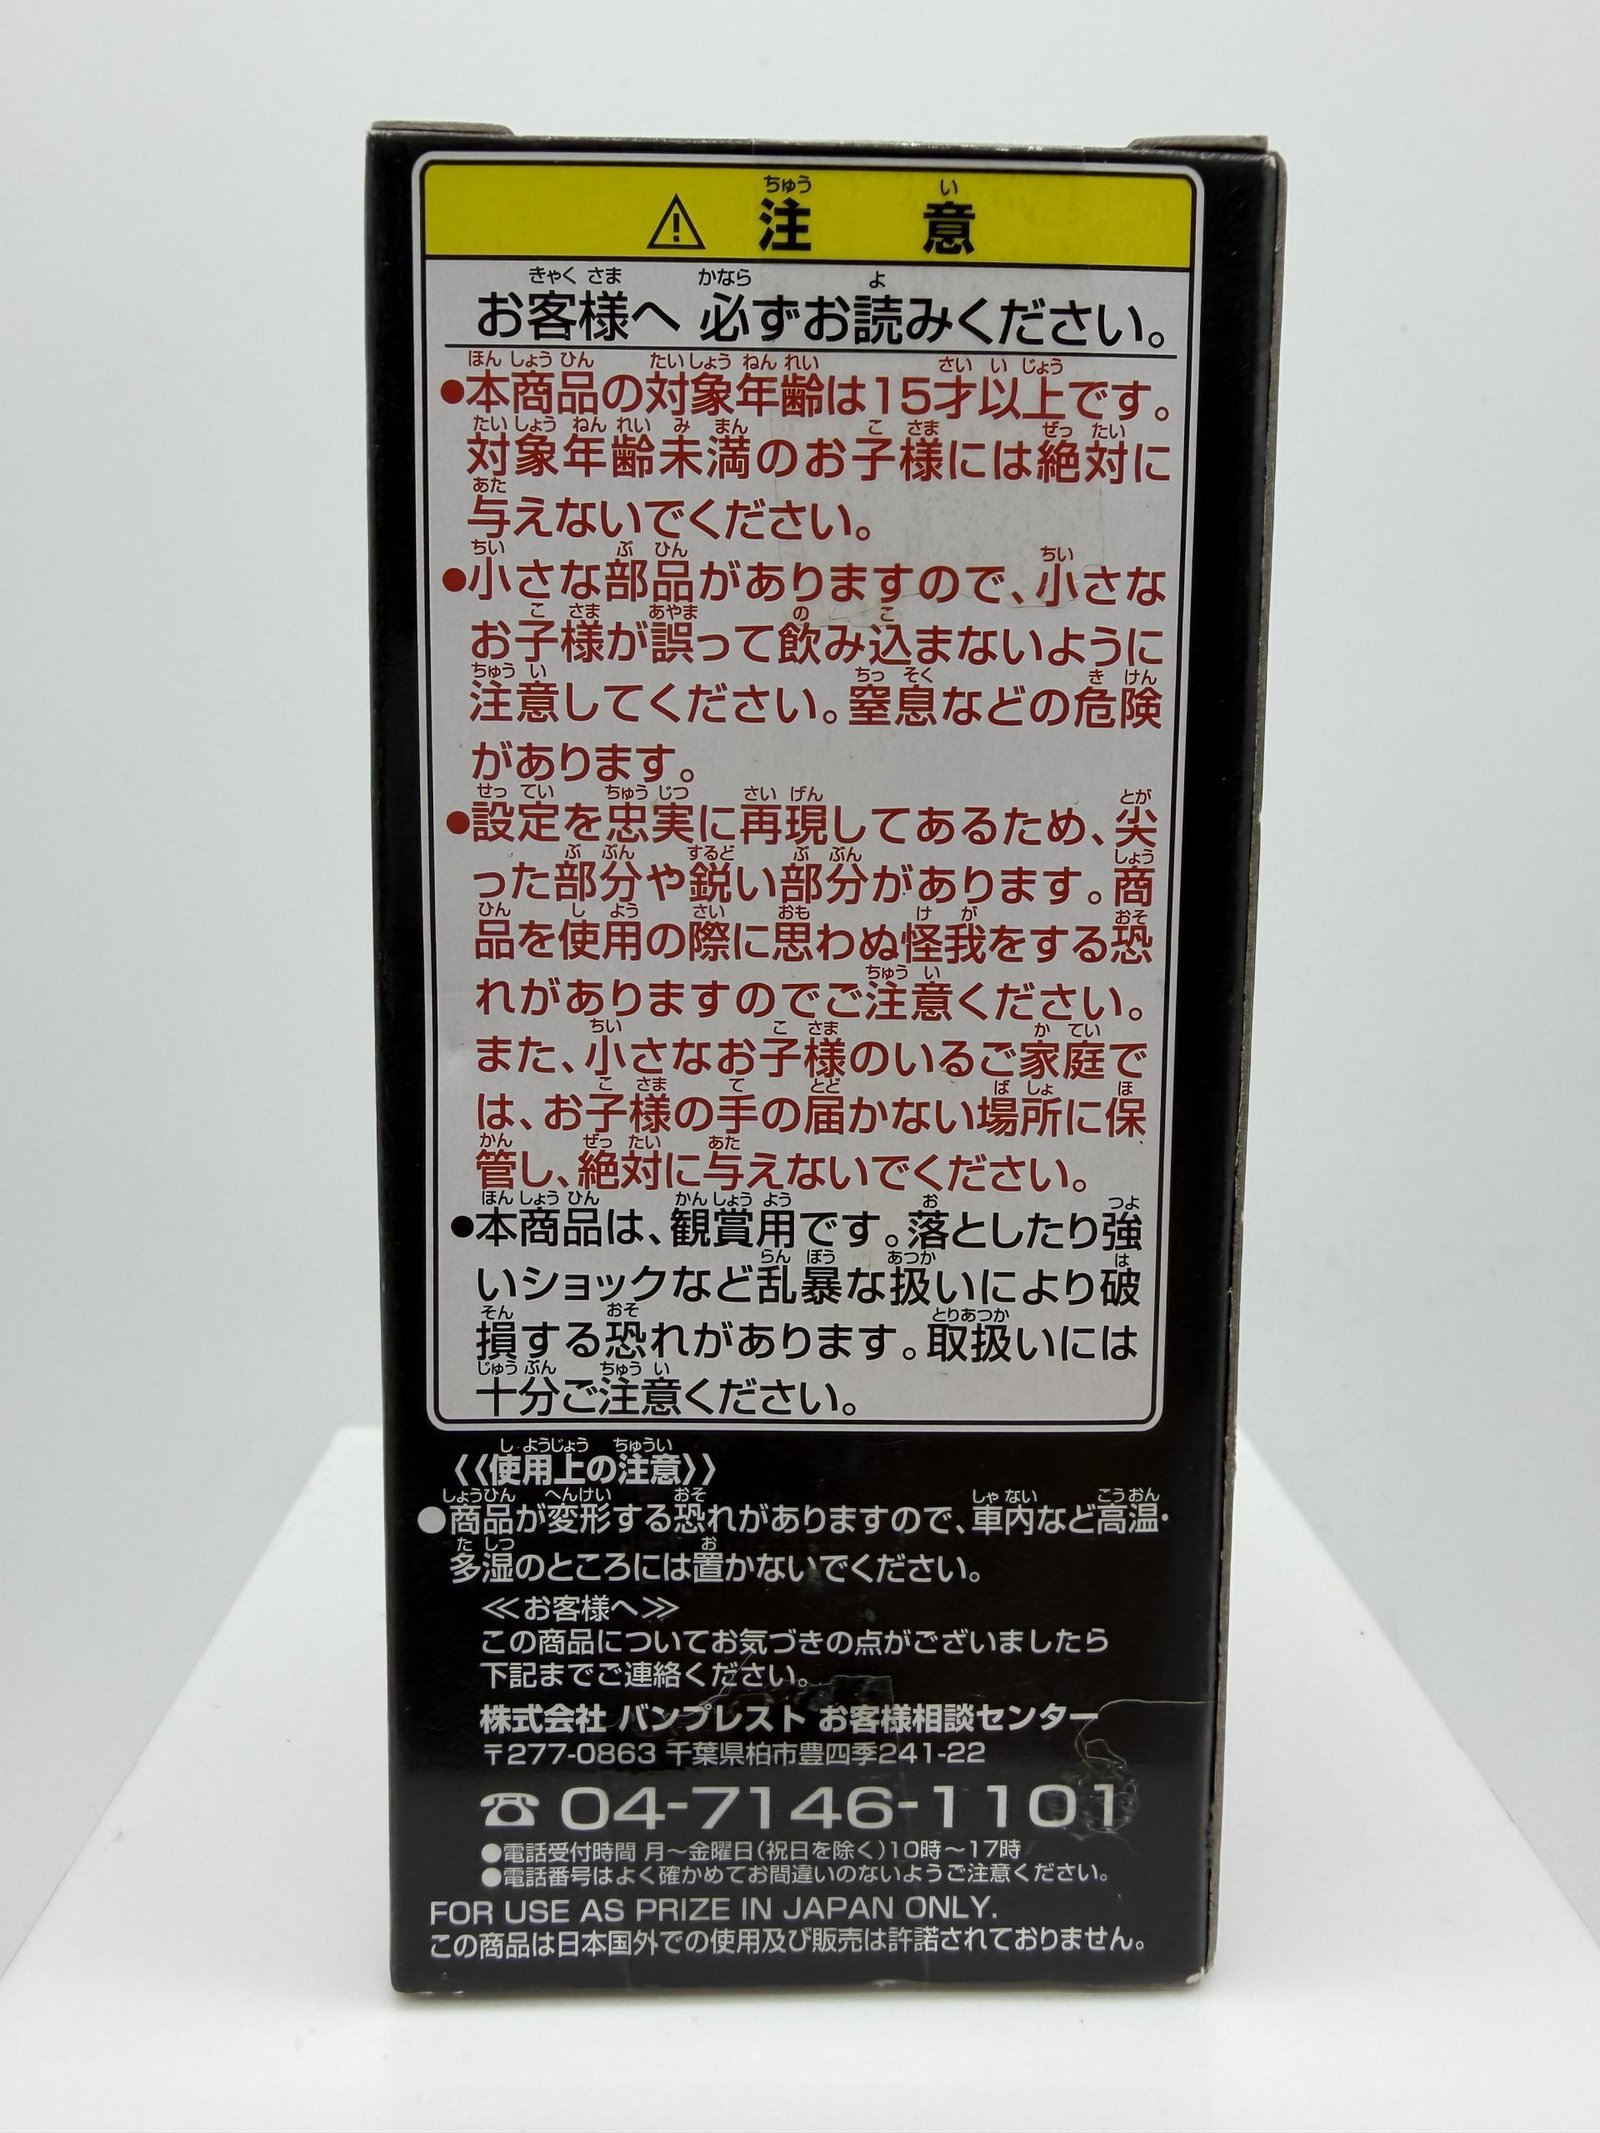 ⚠ 注意
お客様へ 必ずお読みください。
●本商品の対象年齢は15才以上です。
対象年齢未満のお子様には絶対に
与えないでください。
●小さな部品がありますので、小さな
お子様が誤って飲み込まないように
注意してください。窒息などの危険
があります。
●設定を忠実に再現してあるため、尖
った部分や鋭い部分があります。商
品を使用の際に思わぬ怪我をする恐
れがありますのでご注意ください。
また、小さなお子様のいるご家庭で
は、お子様の手の届かない場所に保
管し、絶対に与えないでください。
●本商品は、観賞用です。落としたり強
いショックなど乱暴な扱いにより破
損する恐れがあります。取扱いには
十分ご注意ください。
《使用上の注意》
●商品が変形する恐れがありますので、車内など高温・
多湿のところには置かないでください。
≪お客様へ≫
この商品についてお気づきの点がございましたら
下記までご連絡ください。
株式会社 バンプレスト お客様相談センター
〒277-0863 千葉県柏市豊四季241-22
☎04-7146-1101
●電話受付時間 月～金曜日(祝日を除く)10時～17時
●電話番号はよく確かめてお間違いのないようご注意ください。
FOR USE AS PRIZE IN JAPAN ONLY.
この商品は日本国外での使用及び販売は許諾されておりません。